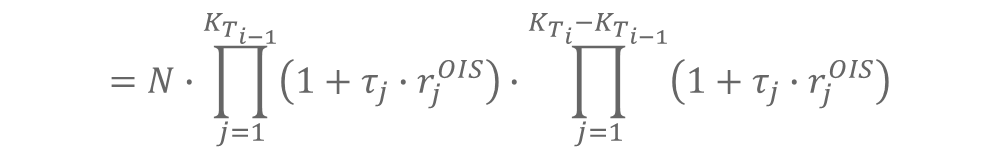 = N · ∏_{j=1}^{K_{T_{i−1}}} (1 + τ_j · r_j^{OIS}) · ∏_{j=1}^{K_{T_i}−K_{T_{i−1}}} (1 + τ_j · r_j^{OIS})